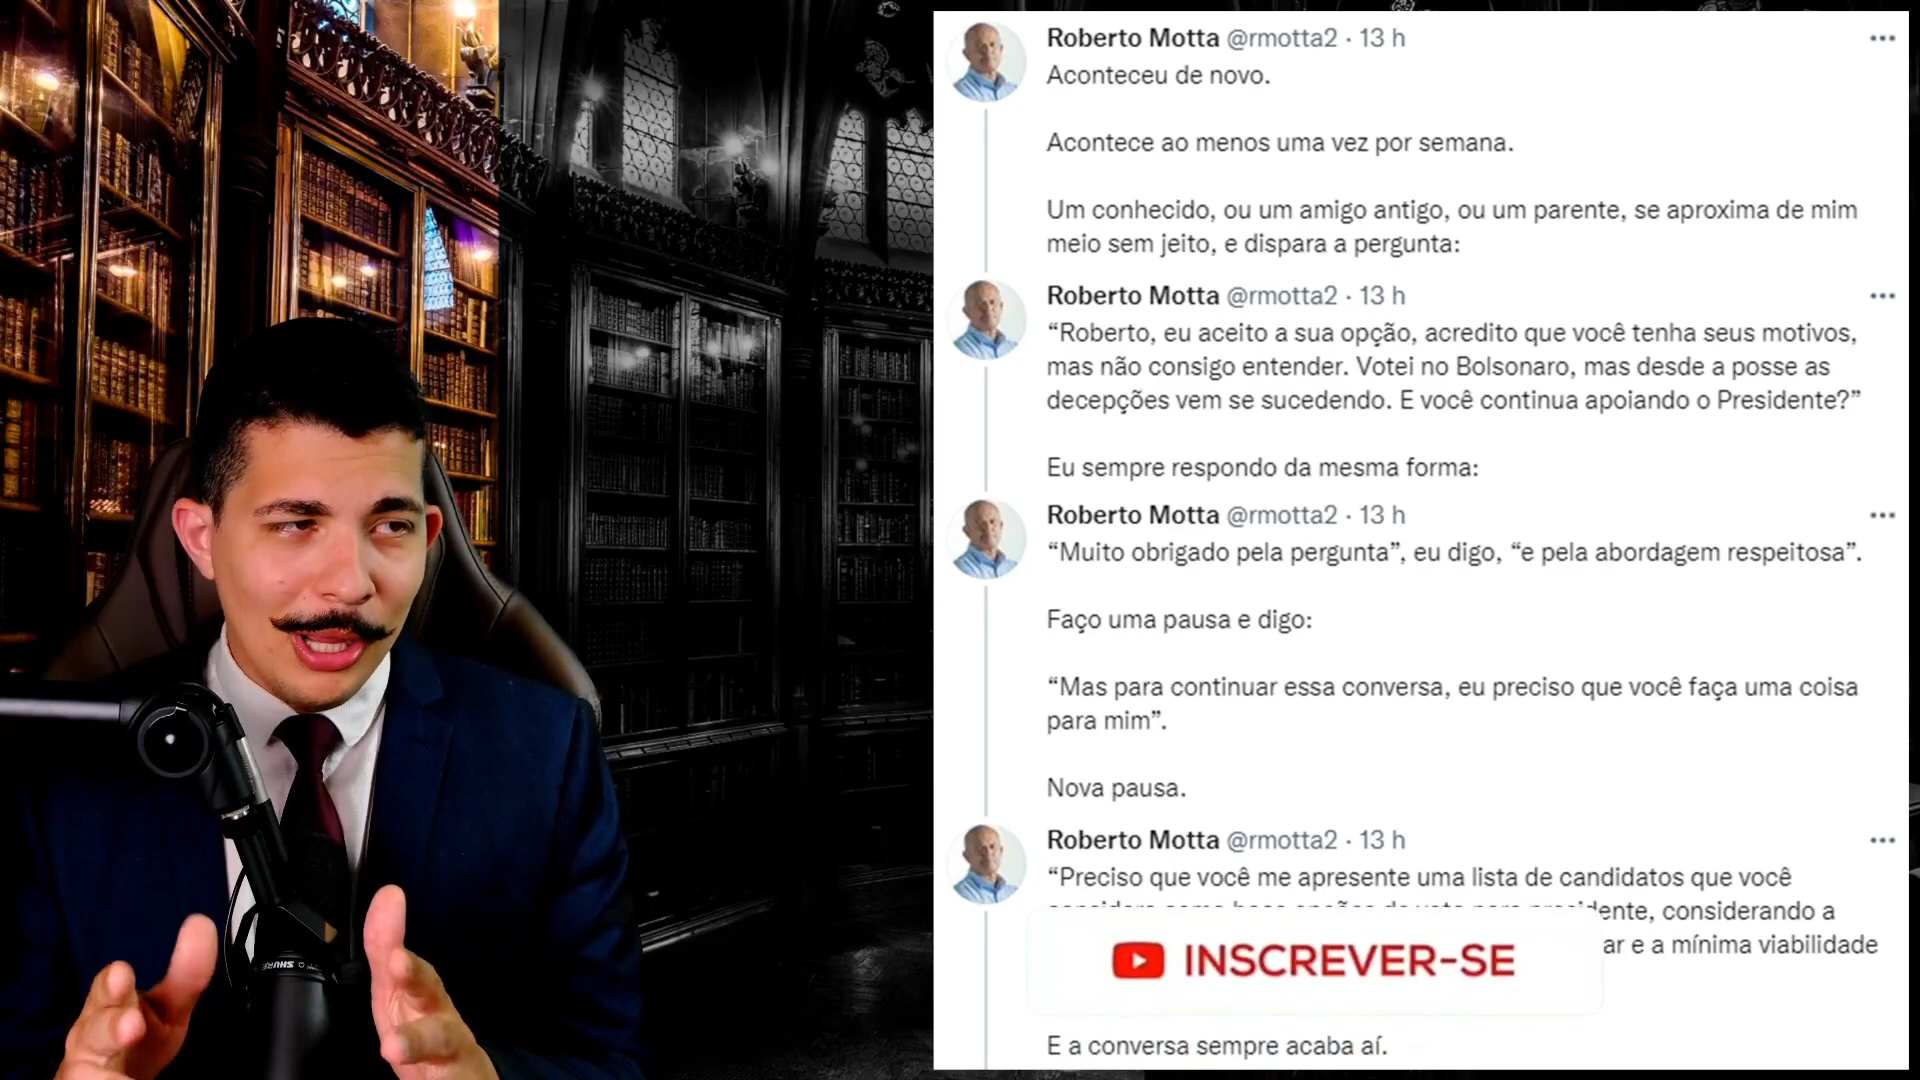 Roberto Motta @rmotta2 · 13 h
Aconteceu de novo.
Acontece ao menos uma vez por semana.
Um conhecido, ou um amigo antigo, ou um parente, se aproxima de mim
meio sem jeito, e dispara a pergunta:
Roberto Motta @rmotta2 · 13 h
“Roberto, eu aceito a sua opção, acredito que você tenha seus motivos,
mas não consigo entender. Votei no Bolsonaro, mas desde a posse as
decepções vem se sucedendo. E você continua apoiando o Presidente?”
Eu sempre respondo da mesma forma:
Roberto Motta @rmotta2 · 13 h
“Muito obrigado pela pergunta”, eu digo, “e pela abordagem respeitosa”.
Faço uma pausa e digo:
“Mas para continuar essa conversa, eu preciso que você faça uma coisa
para mim”.
Nova pausa.
Roberto Motta @rmotta2 · 13 h
“Preciso que você me apresente uma lista de candidatos que você
considerando a
e a mínima viabilidade
INSCREVER-SE
E a conversa sempre acaba aí.
SHURE